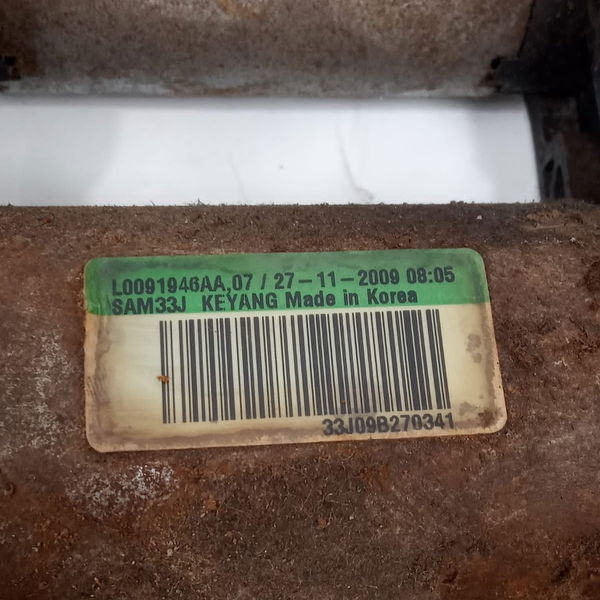 L0091946AA,07 / 27-11-2009 08:05
SAM33J KEYANG Made in Korea
33J09B270341